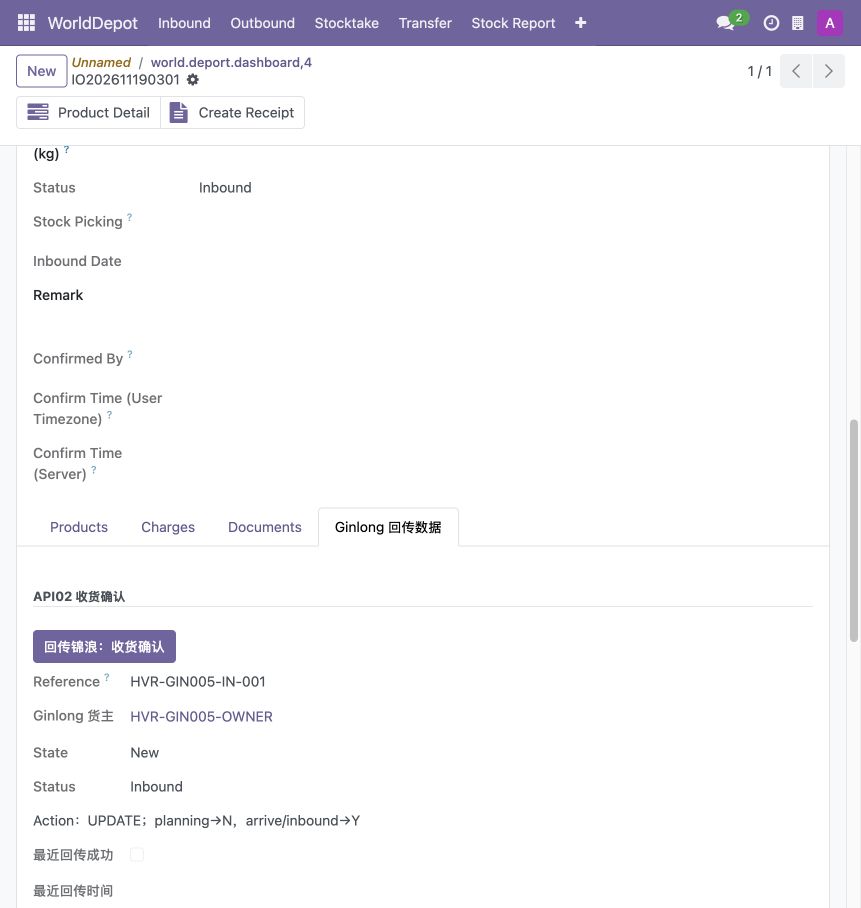 WorldDepot Inbound Outbound Stocktake Transfer Stock Report + 2 A
New Unnamed / world.deport.dashboard,4
IO202611190301 1 / 1
Product Detail Create Receipt
(kg) ?
Status Inbound
Stock Picking ?
Inbound Date
Remark
Confirmed By ?
Confirm Time (User
Timezone) ?
Confirm Time
(Server) ?
Products Charges Documents Ginlong 回传数据
API02 收货确认
回传锦浪：收货确认
Reference ? HVR-GIN005-IN-001
Ginlong 货主 HVR-GIN005-OWNER
State New
Status Inbound
Action：UPDATE；planning→N，arrive/inbound→Y
最近回传成功
最近回传时间